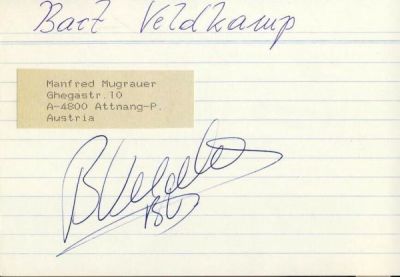 Bart Veldkamp
Manfred Mugrauer
Ghegastr.10
A-4800 Attnang-P.
Austria